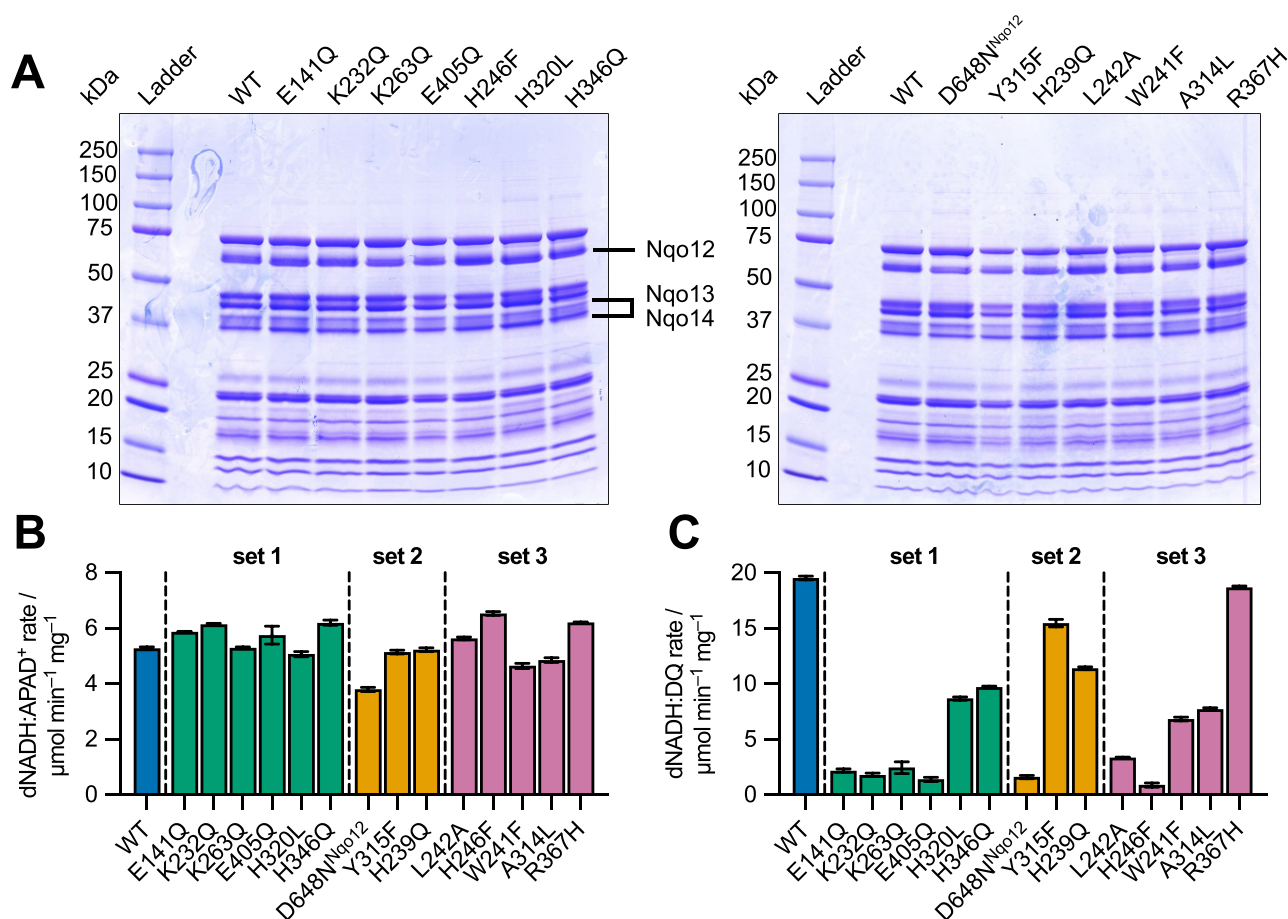 A
kDa Ladder WT E141Q K232Q K263Q E405Q H246F H320L H346Q
250
150
100
75
50
37
25
20
15
10
Nqo12
Nqo13
Nqo14
kDa Ladder WT D648N^Nqo12 Y315F H239Q L242A W241F A314L R367H
250
150
100
75
50
37
25
20
15
10
B
set 1 set 2 set 3
dNADH:APAD⁺ rate /
µmol min⁻¹ mg⁻¹
8
6
4
2
0
WT E141Q K232Q K263Q E405Q H320L H346Q D648N^Nqo12 Y315F H239Q L242A H246F W241F A314L R367H
C
set 1 set 2 set 3
dNADH:DQ rate /
µmol min⁻¹ mg⁻¹
20
15
10
5
0
WT E141Q K232Q K263Q E405Q H320L H346Q D648N^Nqo12 Y315F H239Q L242A H246F W241F A314L R367H